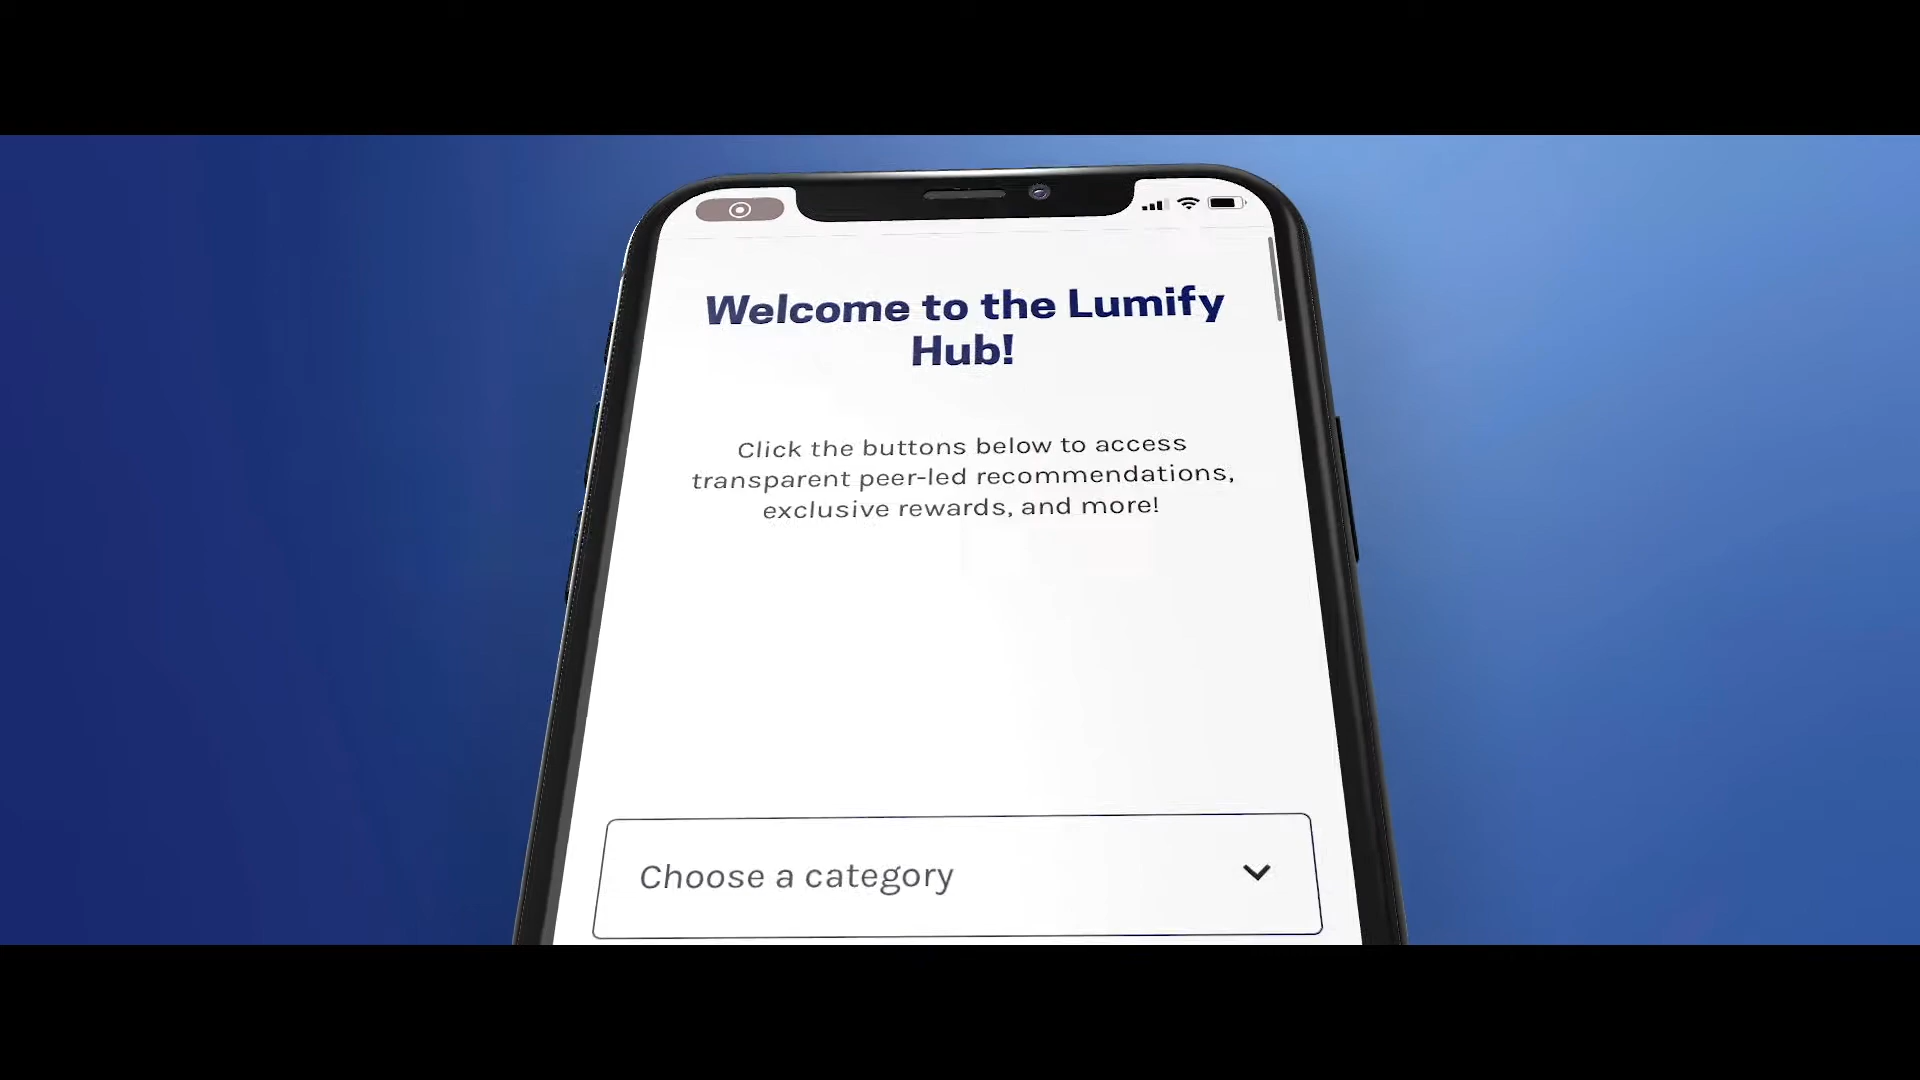 Welcome to the Lumify
Hub!
Click the buttons below to access
transparent peer-led recommendations,
exclusive rewards, and more!
Choose a category